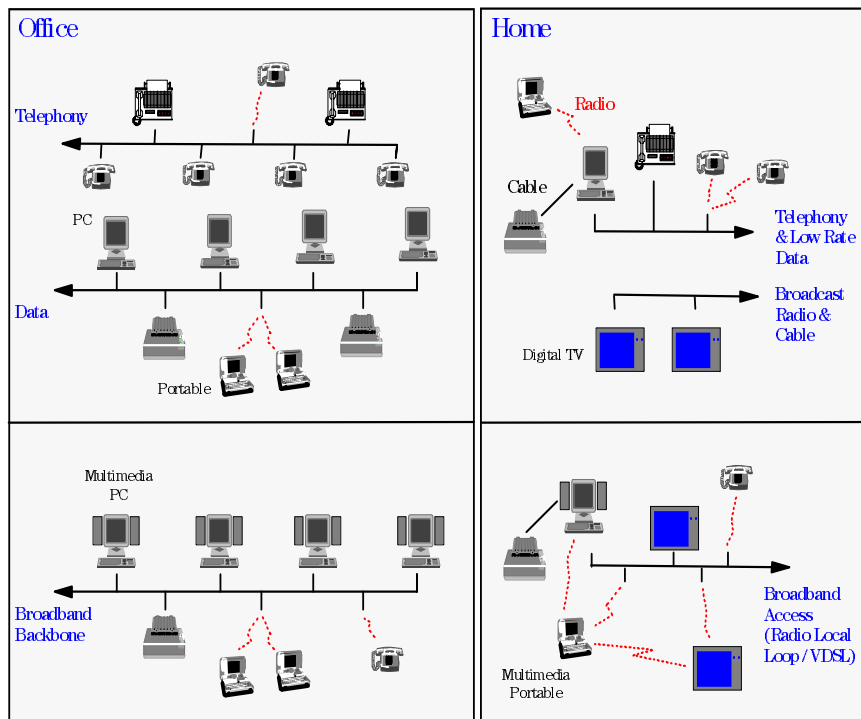 Office
Telephony
PC
Data
Portable
Home
Radio
Cable
Telephony
& Low Rate
Data
Broadcast
Radio &
Cable
Digital TV
Multimedia
PC
Broadband
Backbone
Broadband
Access
(Radio Local
Loop / VDSL)
Multimedia
Portable